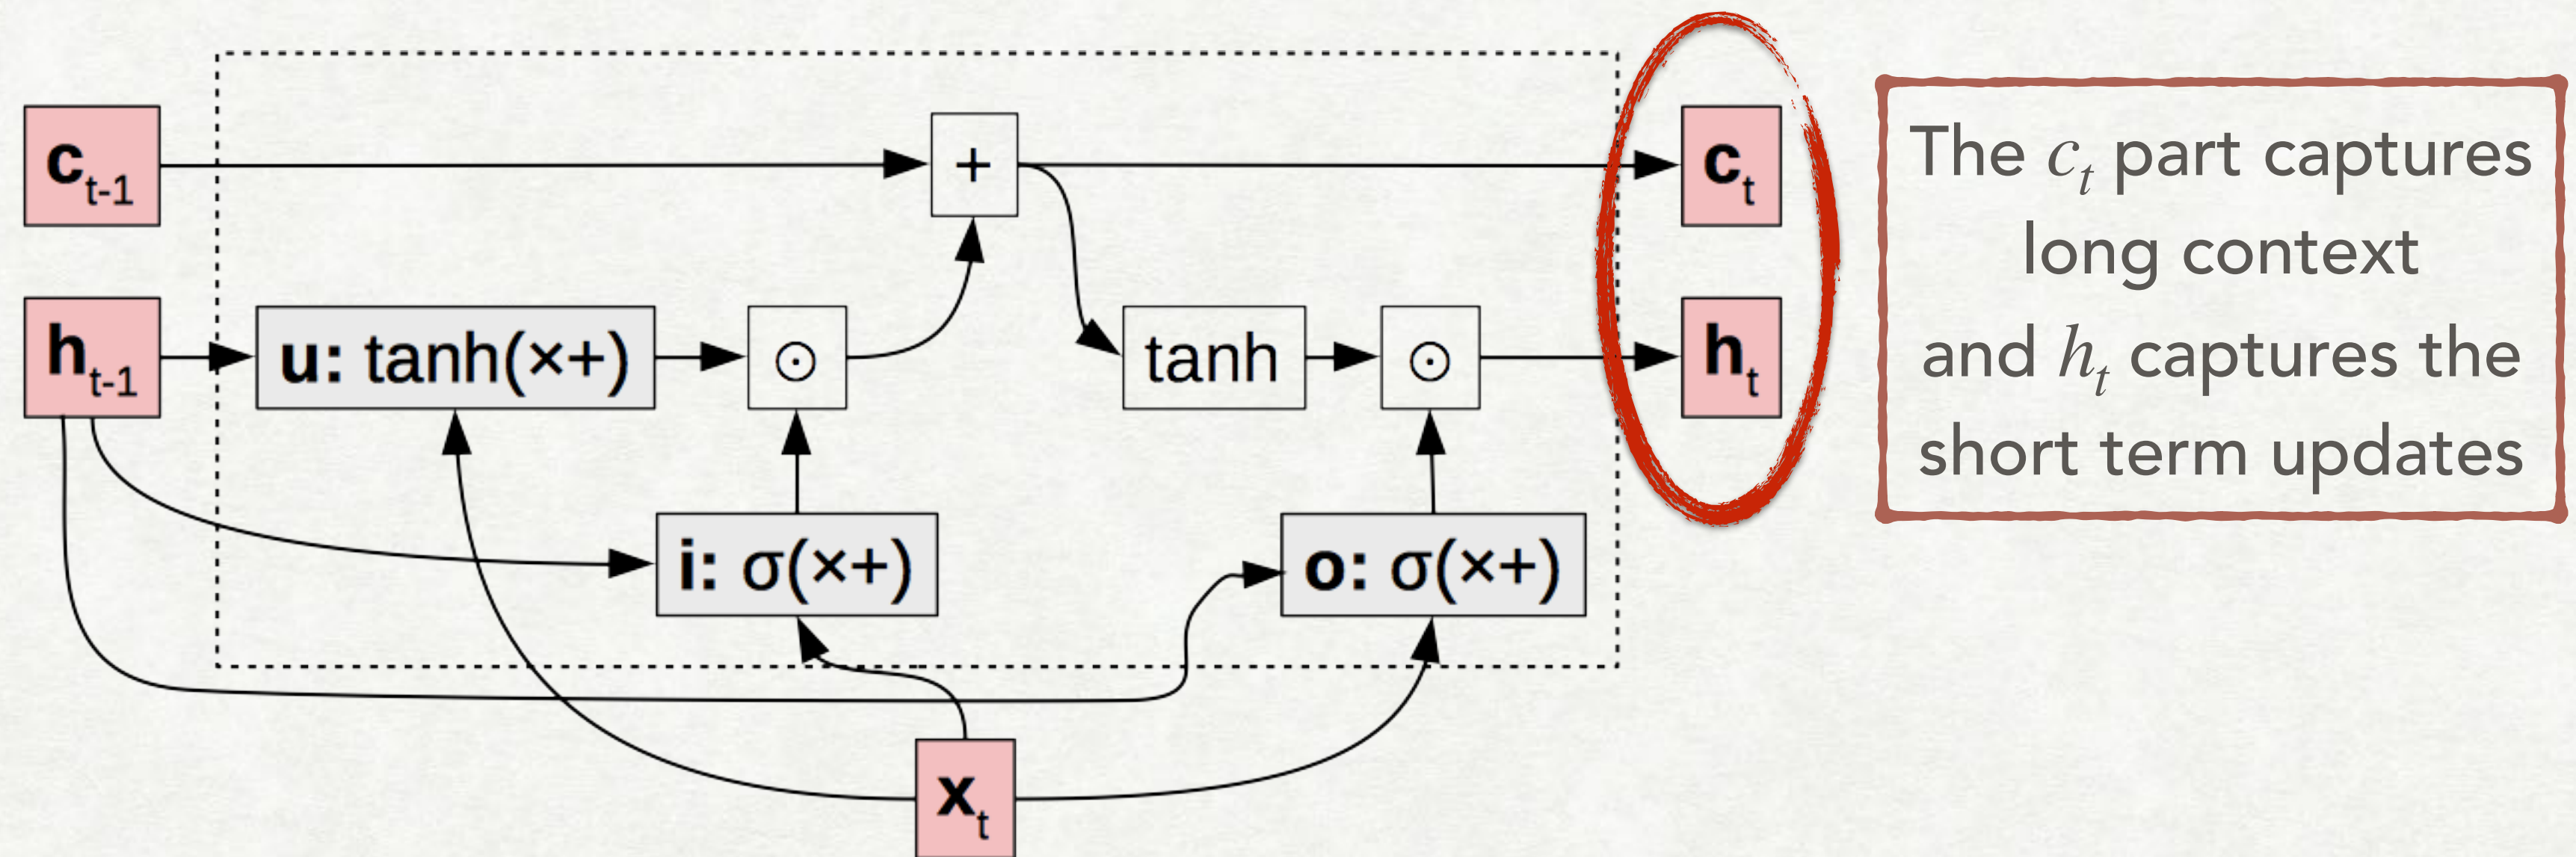 c_{t-1}
+
c_t
h_{t-1}
u: tanh(×+)
⊙
tanh
⊙
h_t
i: σ(×+)
o: σ(×+)
x_t
The c_t part captures
long context
and h_t captures the
short term updates